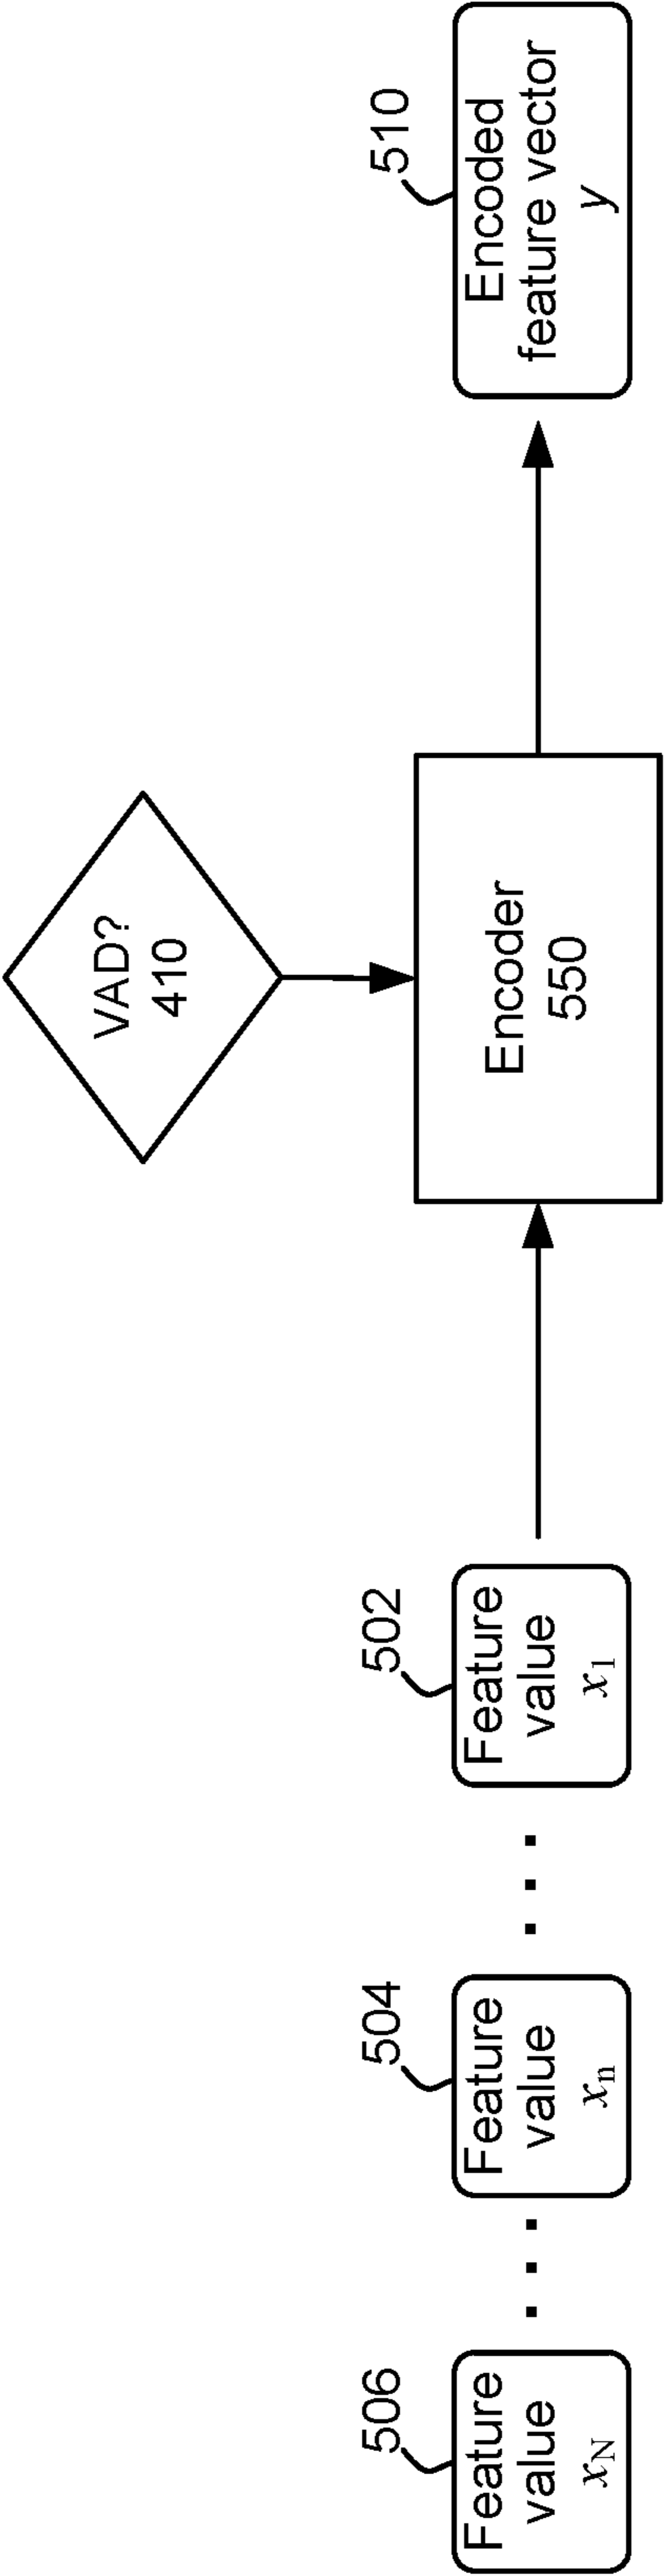 VAD?
410
506
Feature
value
xN
504
Feature
value
xn
502
Feature
value
x1
Encoder
550
510
Encoded
feature vector
y